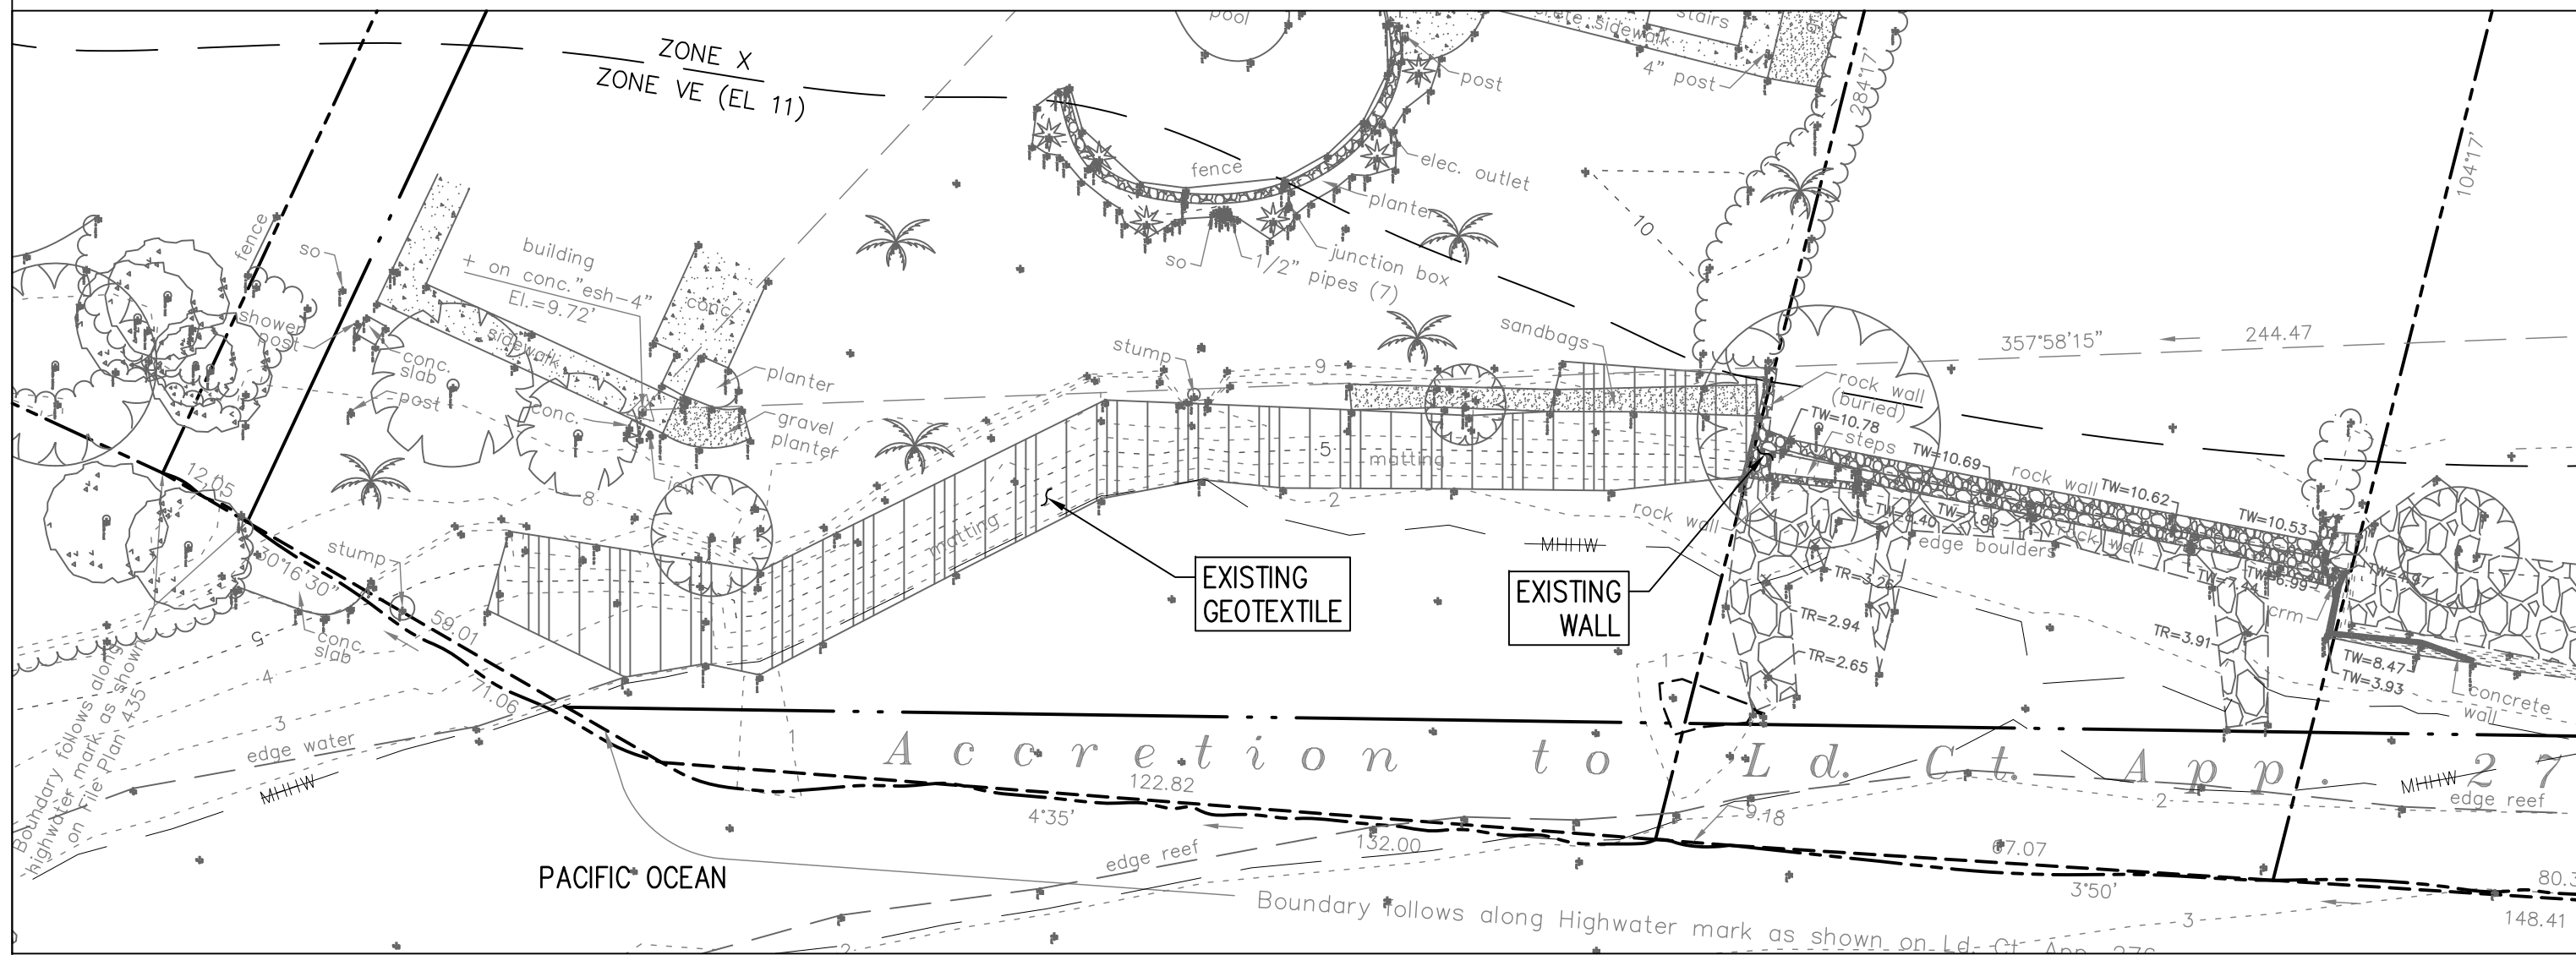 pool
crete sidewalk
stairs
ZONE X
ZONE VE (EL 11)
post
4" post
284°17'
104°17'
fence
elec. outlet
planter
10
fence
so
building
+ on conc."esh-4"
El.=9.72'
so
1/2" pipes (7)
junction box
conc.
shower
post
sidewalk
conc.
slab
post
stump
sandbags
9
357°58'15"
244.47
planter
conc.
gravel
planter
rock wall
(buried)
TW=10.78
steps
TW=10.69
rock wall
TW=10.62
TW=10.53
5
matting
2
12.05
8
rock wall
edge boulders
rock wall
matting
MHHW
stump
30°16'30"
EXISTING
GEOTEXTILE
EXISTING
WALL
TR=3.26
TW=6.99
crm
5
conc.
slab
59.01
TR=2.94
TR=3.91
TR=2.65
TW=8.47
TW=3.93
concrete
wall
4
71.06
3
edge water
1
1
MHHW
Boundary follows along
highwater mark as shown
on File Plan 435
Accretion to Ld. Ct. App. 27
122.82
4°35'
MHHW
edge reef
2
9.18
132.00
edge reef
67.07
3°50'
80.3
PACIFIC OCEAN
Boundary follows along Highwater mark as shown on Ld. Ct. App. 276
3
148.41
2